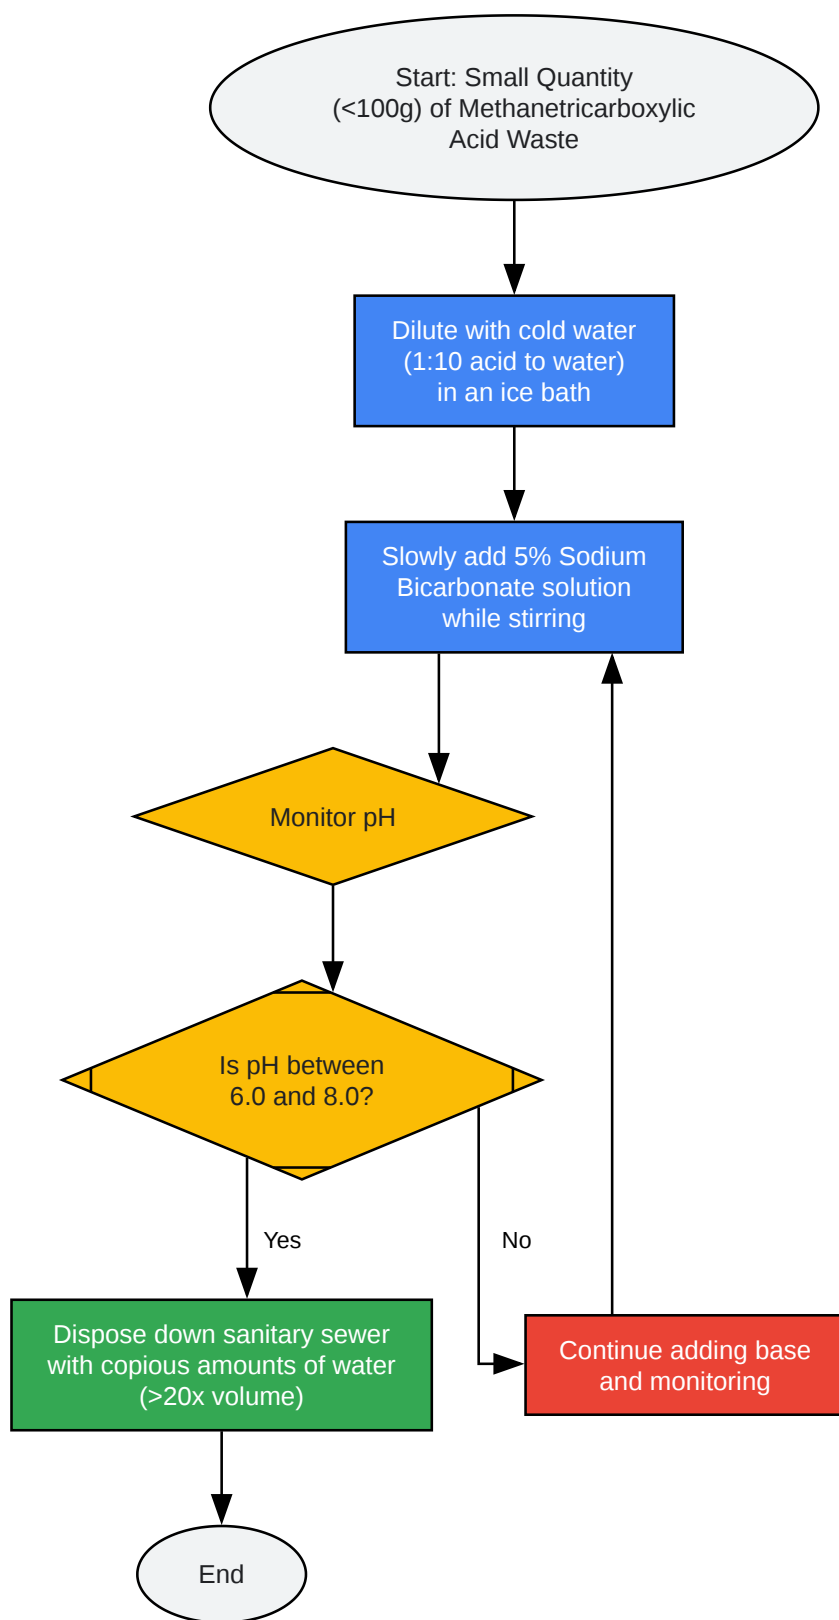 Start: Small Quantity
(<100g) of Methanetricarboxylic
Acid Waste
Dilute with cold water
(1:10 acid to water)
in an ice bath
Slowly add 5% Sodium
Bicarbonate solution
while stirring
Monitor pH
Is pH between
6.0 and 8.0?
Yes
No
Dispose down sanitary sewer
with copious amounts of water
(>20x volume)
Continue adding base
and monitoring
End